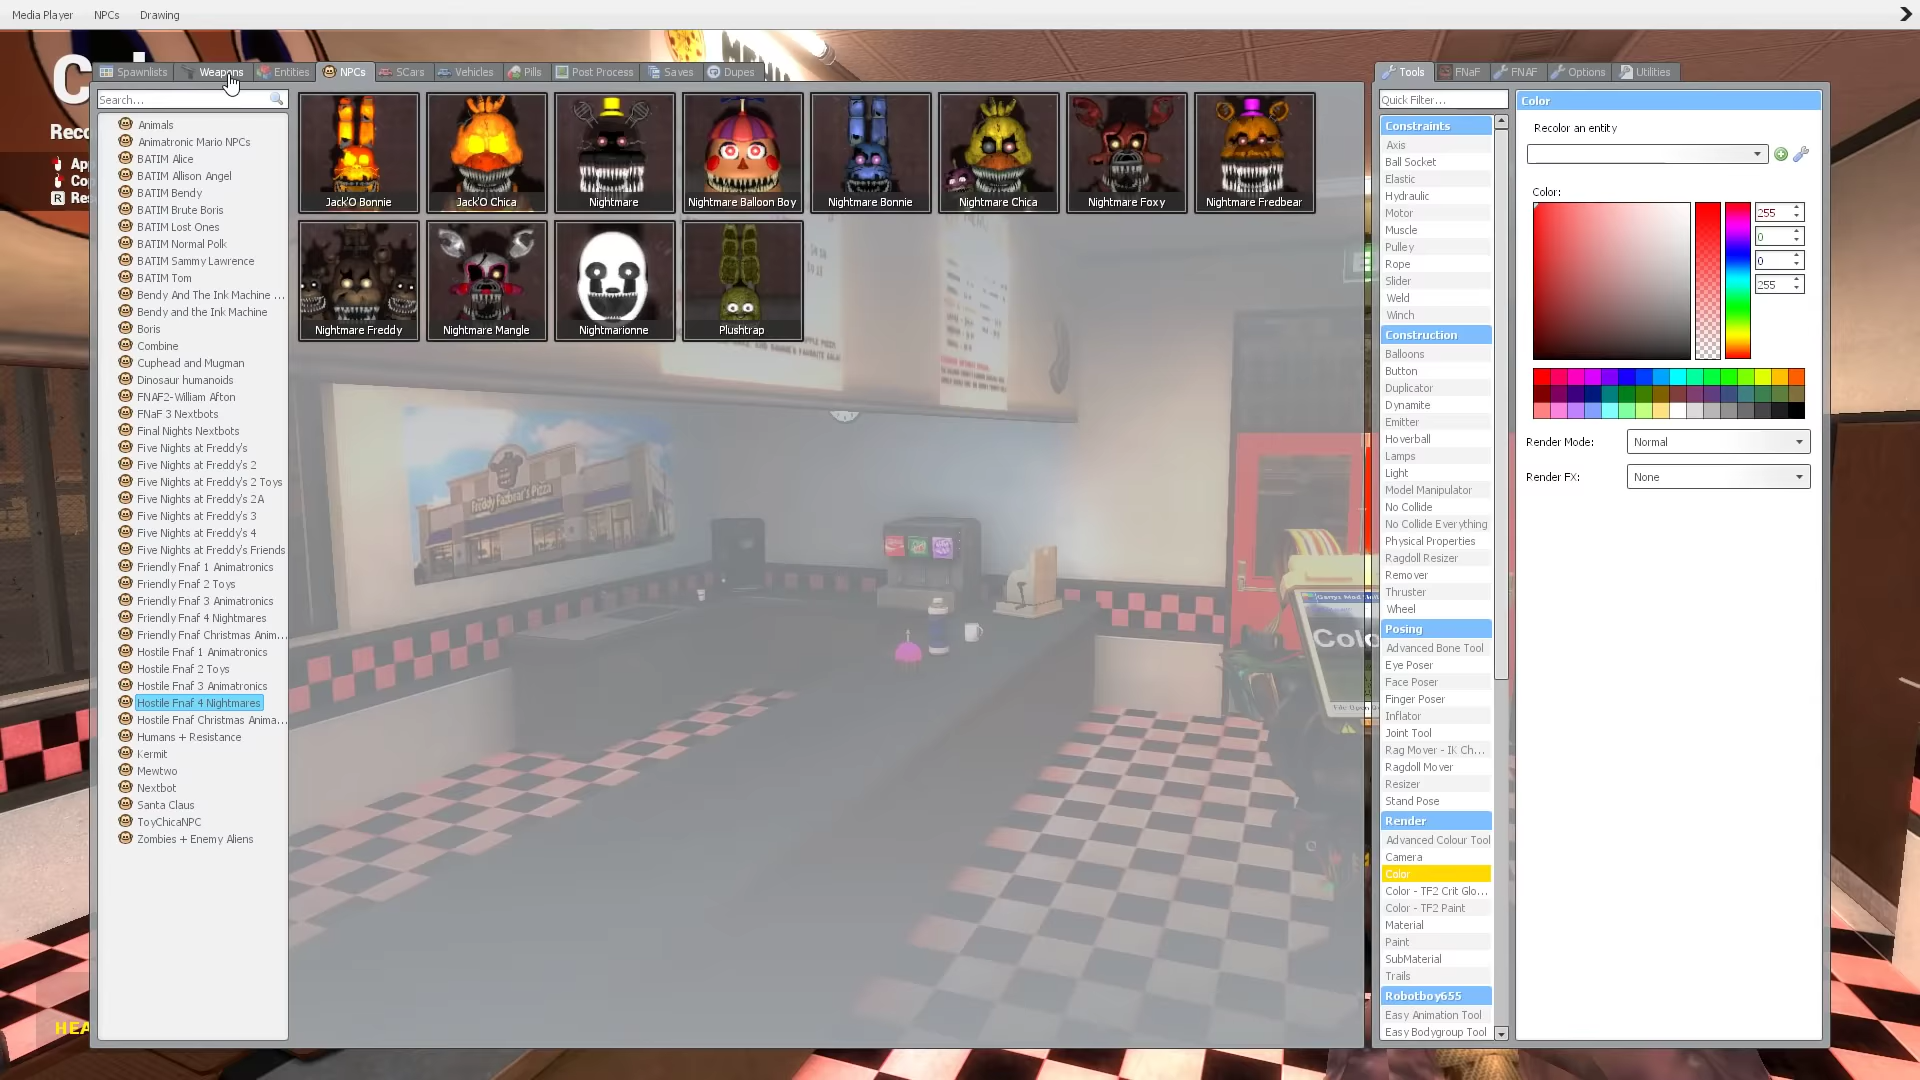 Media Player NPCs Drawing
Spawnlists Weapons Entities NPCs SCars Vehicles Pills Post Process Saves Dupes
Search...
Animals
Animatronic Mario NPCs
BATIM Alice
BATIM Allison Angel
BATIM Bendy
BATIM Brute Boris
BATIM Lost Ones
BATIM Normal Polk
BATIM Sammy Lawrence
BATIM Tom
Bendy And The Ink Machine ...
Bendy and the Ink Machine
Boris
Combine
Cuphead and Mugman
Dinosaur humanoids
FNAF2-William Afton
FNaF 3 Nextbots
Final Nights Nextbots
Five Nights at Freddy's
Five Nights at Freddy's 2
Five Nights at Freddy's 2 Toys
Five Nights at Freddy's 2A
Five Nights at Freddy's 3
Five Nights at Freddy's 4
Five Nights at Freddy's Friends
Friendly Fnaf 1 Animatronics
Friendly Fnaf 2 Toys
Friendly Fnaf 3 Animatronics
Friendly Fnaf 4 Nightmares
Friendly Fnaf Christmas Anim...
Hostile Fnaf 1 Animatronics
Hostile Fnaf 2 Toys
Hostile Fnaf 3 Animatronics
Hostile Fnaf 4 Nightmares
Hostile Fnaf Christmas Anima...
Humans + Resistance
Kermit
Mewtwo
Nextbot
Santa Claus
ToyChicaNPC
Zombies + Enemy Aliens
Jack'O Bonnie
Jack'O Chica
Nightmare
Nightmare Balloon Boy
Nightmare Bonnie
Nightmare Chica
Nightmare Foxy
Nightmare Fredbear
Nightmare Freddy
Nightmare Mangle
Nightmarionne
Plushtrap
Freddy Fazbear's Pizza
Tools FNaF FNAF Options Utilities
Quick Filter...
Constraints
Axis
Ball Socket
Elastic
Hydraulic
Motor
Muscle
Pulley
Rope
Slider
Weld
Winch
Construction
Balloons
Button
Duplicator
Dynamite
Emitter
Hoverball
Lamps
Light
Model Manipulator
No Collide
No Collide Everything
Physical Properties
Ragdoll Resizer
Remover
Thruster
Wheel
Posing
Advanced Bone Tool
Eye Poser
Face Poser
Finger Poser
Inflator
Joint Tool
Rag Mover - IK Ch...
Ragdoll Mover
Resizer
Stand Pose
Render
Advanced Colour Tool
Camera
Color
Color - TF2 Crit Glo...
Color - TF2 Paint
Material
Paint
SubMaterial
Trails
Robotboy655
Easy Animation Tool
Easy Bodygroup Tool
Color
Recolor an entity
Color:
255
0
0
255
Render Mode: Normal
Render FX: None
C
Reco
App
Cop
R Res
HEA
Colo